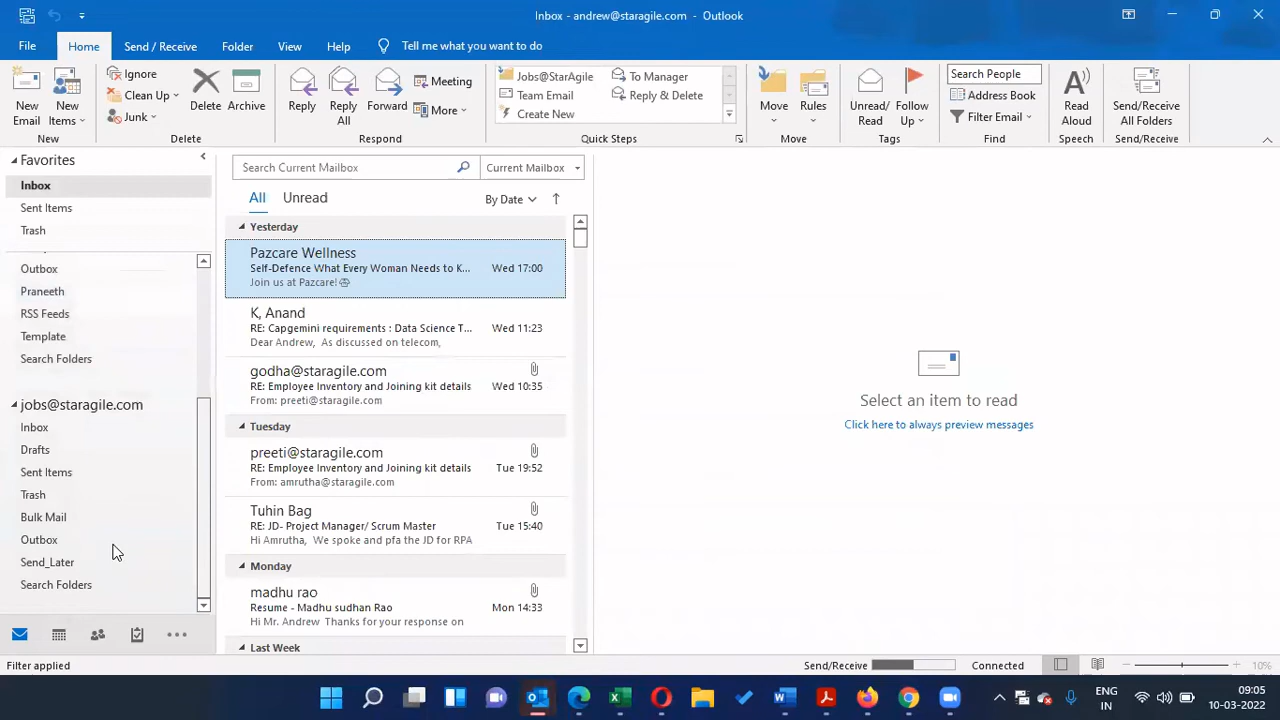 Inbox - andrew@staragile.com - Outlook
File Home Send / Receive Folder View Help Tell me what you want to do
New Email
New Items
New
Ignore
Clean Up
Junk
Delete
Archive
Delete
Reply
Reply All
Forward
Meeting
More
Respond
Jobs@StarAgile
Team Email
Create New
To Manager
Reply & Delete
Quick Steps
Move
Rules
Move
Unread/ Read
Follow Up
Tags
Search People
Address Book
Filter Email
Find
Read Aloud
Speech
Send/Receive All Folders
Send/Receive
Favorites
Inbox
Sent Items
Trash
Outbox
Praneeth
RSS Feeds
Template
Search Folders
jobs@staragile.com
Inbox
Drafts
Sent Items
Trash
Bulk Mail
Outbox
Send_Later
Search Folders
Search Current Mailbox Current Mailbox
All Unread By Date
Yesterday
Pazcare Wellness
Self-Defence What Every Woman Needs to K... Wed 17:00
Join us at Pazcare!
K, Anand
RE: Capgemini requirements : Data Science T... Wed 11:23
Dear Andrew, As discussed on telecom,
godha@staragile.com
RE: Employee Inventory and Joining kit details Wed 10:35
From: preeti@staragile.com
Tuesday
preeti@staragile.com
RE: Employee Inventory and Joining kit details Tue 19:52
From: amrutha@staragile.com
Tuhin Bag
RE: JD- Project Manager/ Scrum Master Tue 15:40
Hi Amrutha, We spoke and pfa the JD for RPA
Monday
madhu rao
Resume - Madhu sudhan Rao Mon 14:33
Hi Mr. Andrew Thanks for your response on
Last Week
Select an item to read
Click here to always preview messages
Filter applied Send/Receive Connected 10%
ENG
IN
09:05
10-03-2022